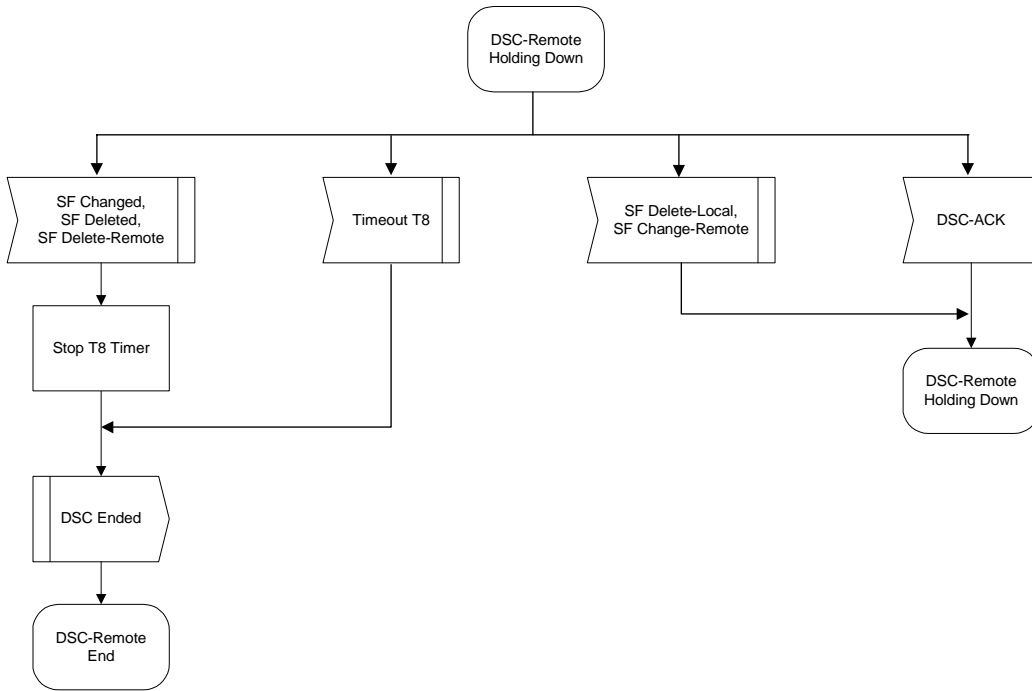 DSC-Remote
Holding Down
SF Changed,
SF Deleted,
SF Delete-Remote
Timeout T8
SF Delete-Local,
SF Change-Remote
DSC-ACK
Stop T8 Timer
DSC-Remote
Holding Down
DSC Ended
DSC-Remote
End